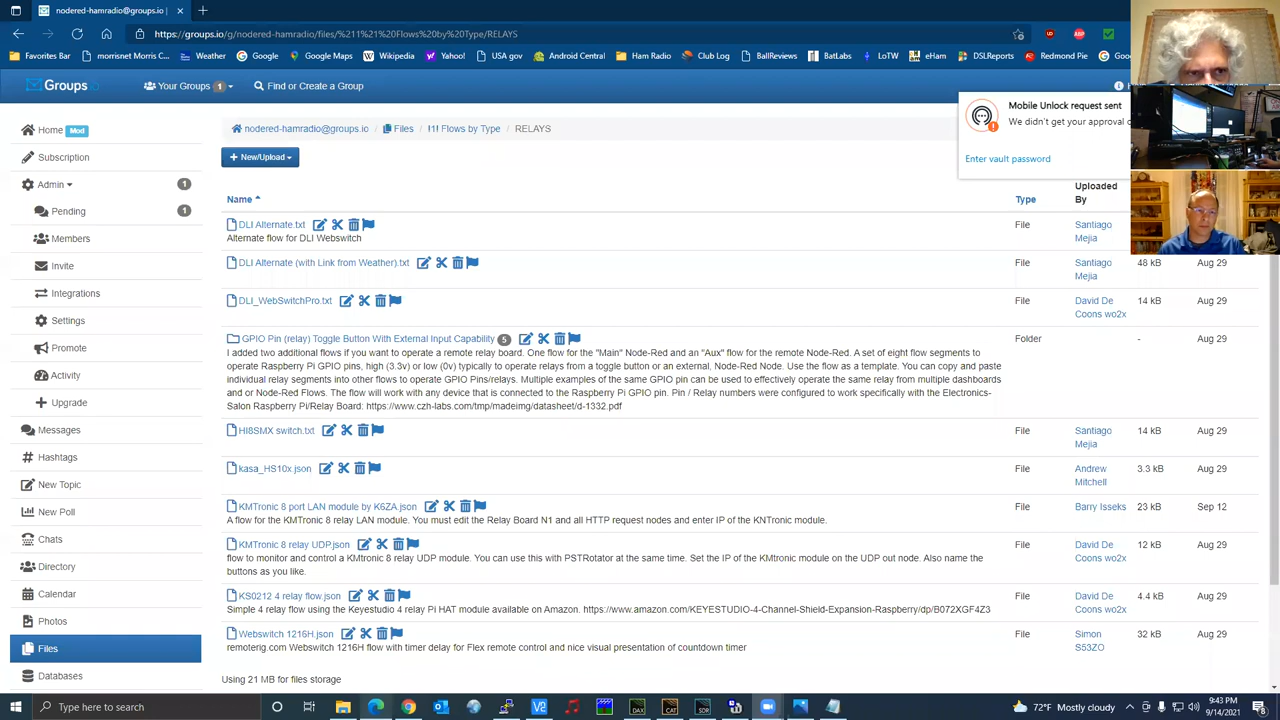 nodered-hamradio@groups.io | Files
https://groups.io/g/nodered-hamradio/files/%211%21%20Flows%20by%20Type/RELAYS
Favorites Bar
morrisnet Morris C...
Weather
Google
Wikipedia
Yahoo!
USA gov
Android Central
Ham Radio
Club Log
BallReviews
BatLabs
LoTW
eHam
DSLReports
Redmond Pie
Goo
Groups.io
Your Groups 1
Find or Create a Group
Mobile Unlock request sent
We didn't get your approval
Enter vault password
Home Mod
Subscription
Admin 1
Pending 1
Members
Invite
Integrations
Settings
Promote
Activity
Upgrade
Messages
Hashtags
New Topic
New Poll
Chats
Directory
Calendar
Photos
Files
Databases
nodered-hamradio@groups.io / Files / !1! Flows by Type / RELAYS
New/Upload
Name Type Uploaded By
DLI Alternate.txt File Santiago Mejia
Alternate flow for DLI Webswitch
DLI Alternate (with Link from Weather).txt File Santiago Mejia 48 kB Aug 29
DLI_WebSwitchPro.txt File David De Coons wo2x 14 kB Aug 29
GPIO Pin (relay) Toggle Button With External Input Capability 5 Folder - Aug 29
I added two additional flows if you want to operate a remote relay board. One flow for the "Main" Node-Red and an "Aux" flow for the remote Node-Red. A set of eight flow segments to
operate Raspberry Pi GPIO pins, high (3.3v) or low (0v) typically to operate relays from a toggle button or an external, Node-Red Node. Use the flow as a template. You can copy and paste
individual relay segments into other flows to operate GPIO Pins/relays. Multiple examples of the same GPIO pin can be used to effectively operate the same relay from multiple dashboards
and or Node-Red Flows. The flow will work with any device that is connected to the Raspberry Pi GPIO pin. Pin / Relay numbers were configured to work specifically with the Electronics-
Salon Raspberry Pi/Relay Board: https://www.czh-labs.com/tmp/madeimg/datasheet/d-1332.pdf
HI8SMX switch.txt File Santiago Mejia 14 kB Aug 29
kasa_HS10x.json File Andrew Mitchell 3.3 kB Aug 29
KMTronic 8 port LAN module by K6ZA.json File Barry Isseks 23 kB Sep 12
A flow for the KMTronic 8 relay LAN module. You must edit the Relay Board N1 and all HTTP request nodes and enter IP of the KNTronic module.
KMTronic 8 relay UDP.json File David De Coons wo2x 12 kB Aug 29
flow to monitor and control a KMtronic 8 relay UDP module. You can use this with PSTRotator at the same time. Set the IP of the KMtronic module on the UDP out node. Also name the
buttons as you like.
KS0212 4 relay flow.json File David De Coons wo2x 4.4 kB Aug 29
Simple 4 relay flow using the Keyestudio 4 relay Pi HAT module available on Amazon. https://www.amazon.com/KEYESTUDIO-4-Channel-Shield-Expansion-Raspberry/dp/B072XGF4Z3
Webswitch 1216H.json File Simon S53ZO 32 kB Aug 29
remoterig.com Webswitch 1216H flow with timer delay for Flex remote control and nice visual presentation of countdown timer
Using 21 MB for files storage
Type here to search
DAX
CAT
SDR
72°F Mostly cloudy
9:43 PM
9/14/2021
8